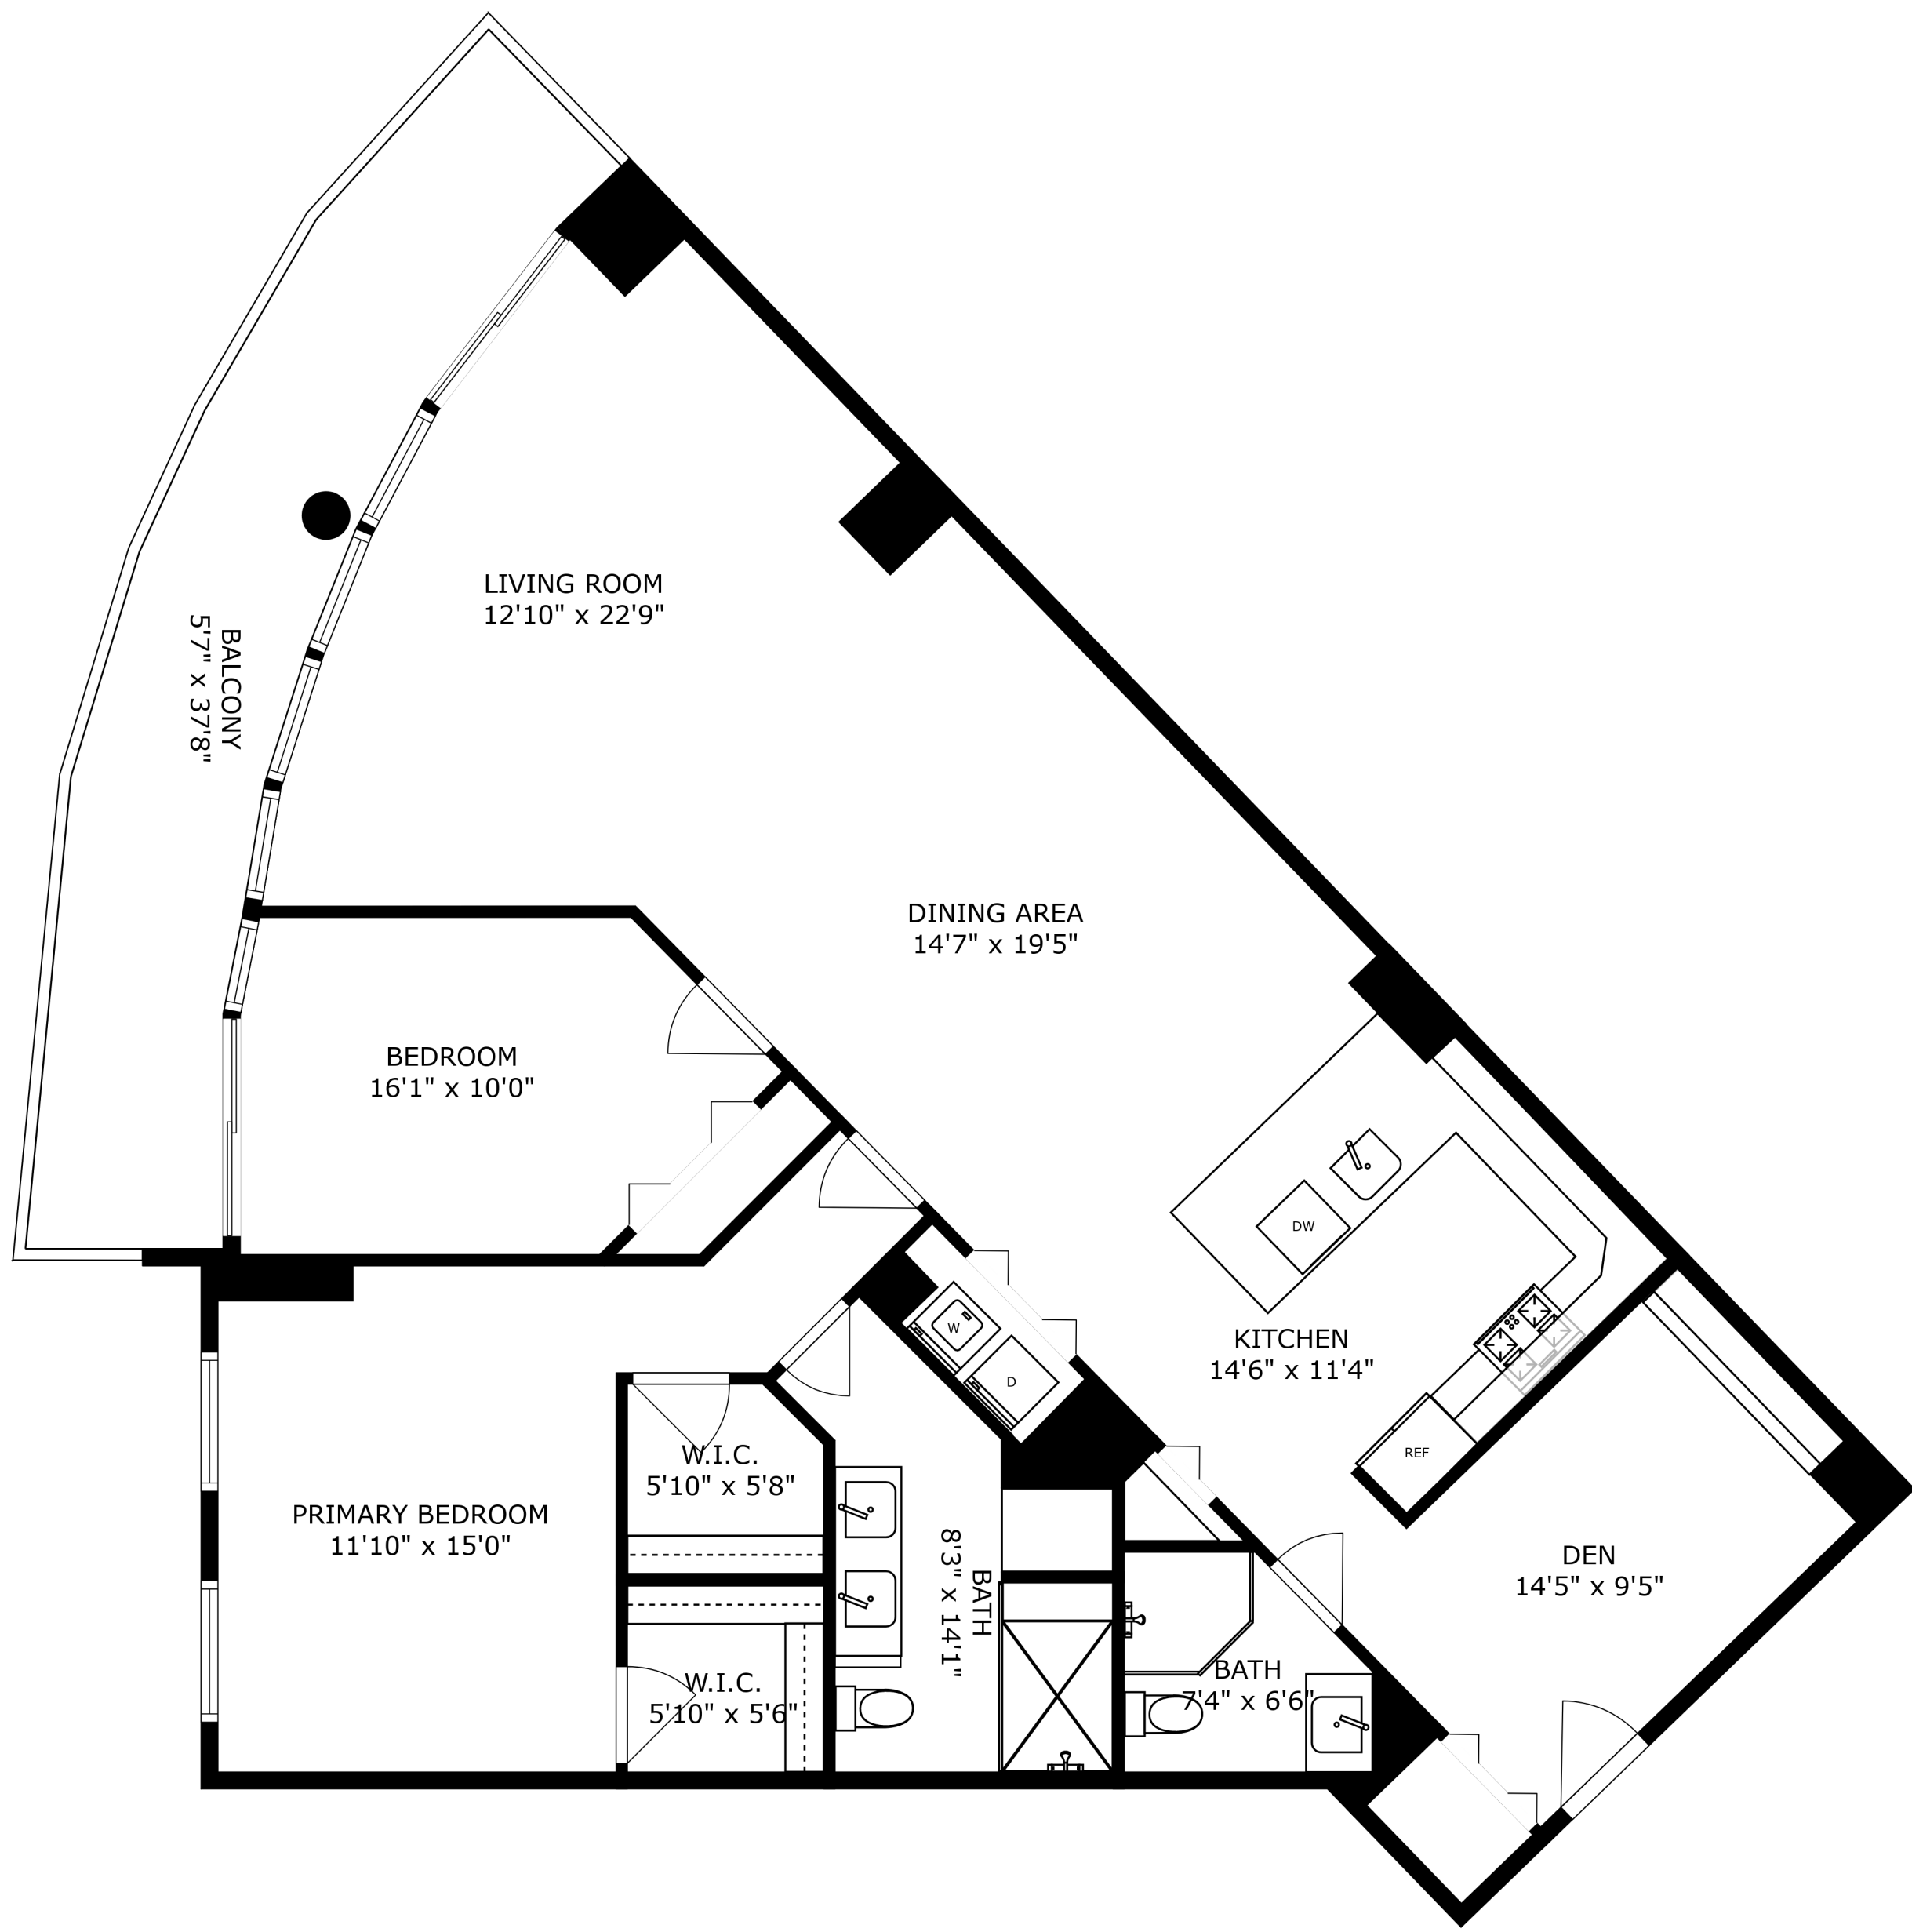 LIVING ROOM
12'10" x 22'9"
BALCONY
5'7" x 37'8"
DINING AREA
14'7" x 19'5"
BEDROOM
16'1" x 10'0"
DW
W
D
KITCHEN
14'6" x 11'4"
REF
W.I.C.
5'10" x 5'8"
PRIMARY BEDROOM
11'10" x 15'0"
BATH
8'3" x 14'1"
DEN
14'5" x 9'5"
W.I.C.
5'10" x 5'6"
BATH
7'4" x 6'6"